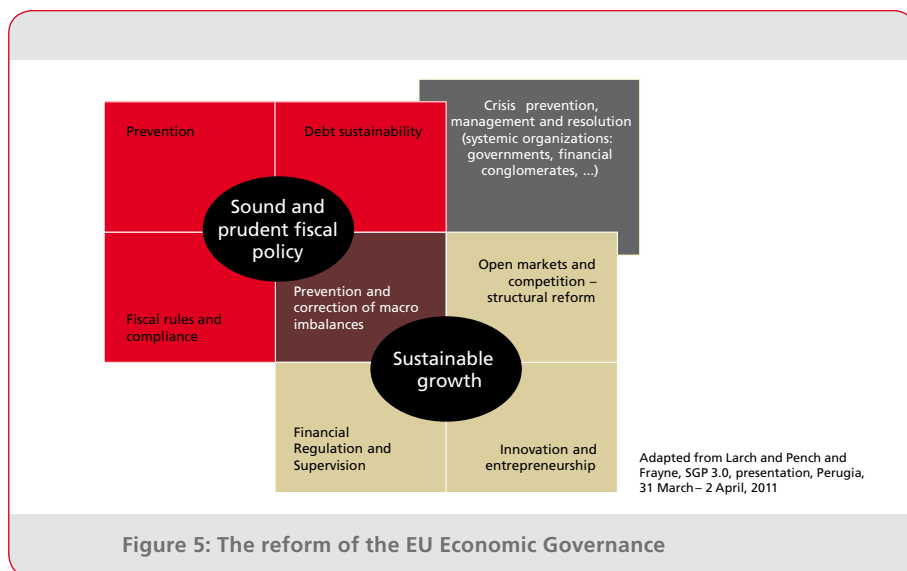 Prevention
Debt sustainability
Crisis prevention,
management and resolution
(systemic organizations:
governments, financial
conglomerates, ...)
Sound and
prudent fiscal
policy
Fiscal rules and
compliance
Prevention and
correction of macro
imbalances
Open markets and
competition –
structural reform
Sustainable
growth
Financial
Regulation and
Supervision
Innovation and
entrepreneurship
Adapted from Larch and Pench and
Frayne, SGP 3.0, presentation, Perugia,
31 March – 2 April, 2011
Figure 5: The reform of the EU Economic Governance